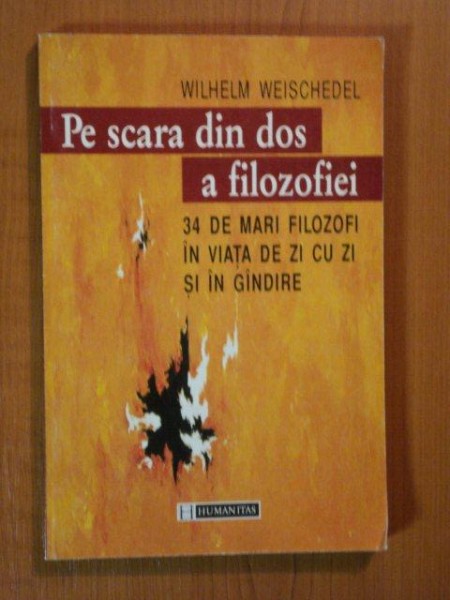 WILHELM WEISCHEDEL
Pe scara din dos
a filozofiei
34 DE MARI FILOZOFI
ÎN VIAȚA DE ZI CU ZI
ȘI ÎN GÎNDIRE
H HUMANITAS